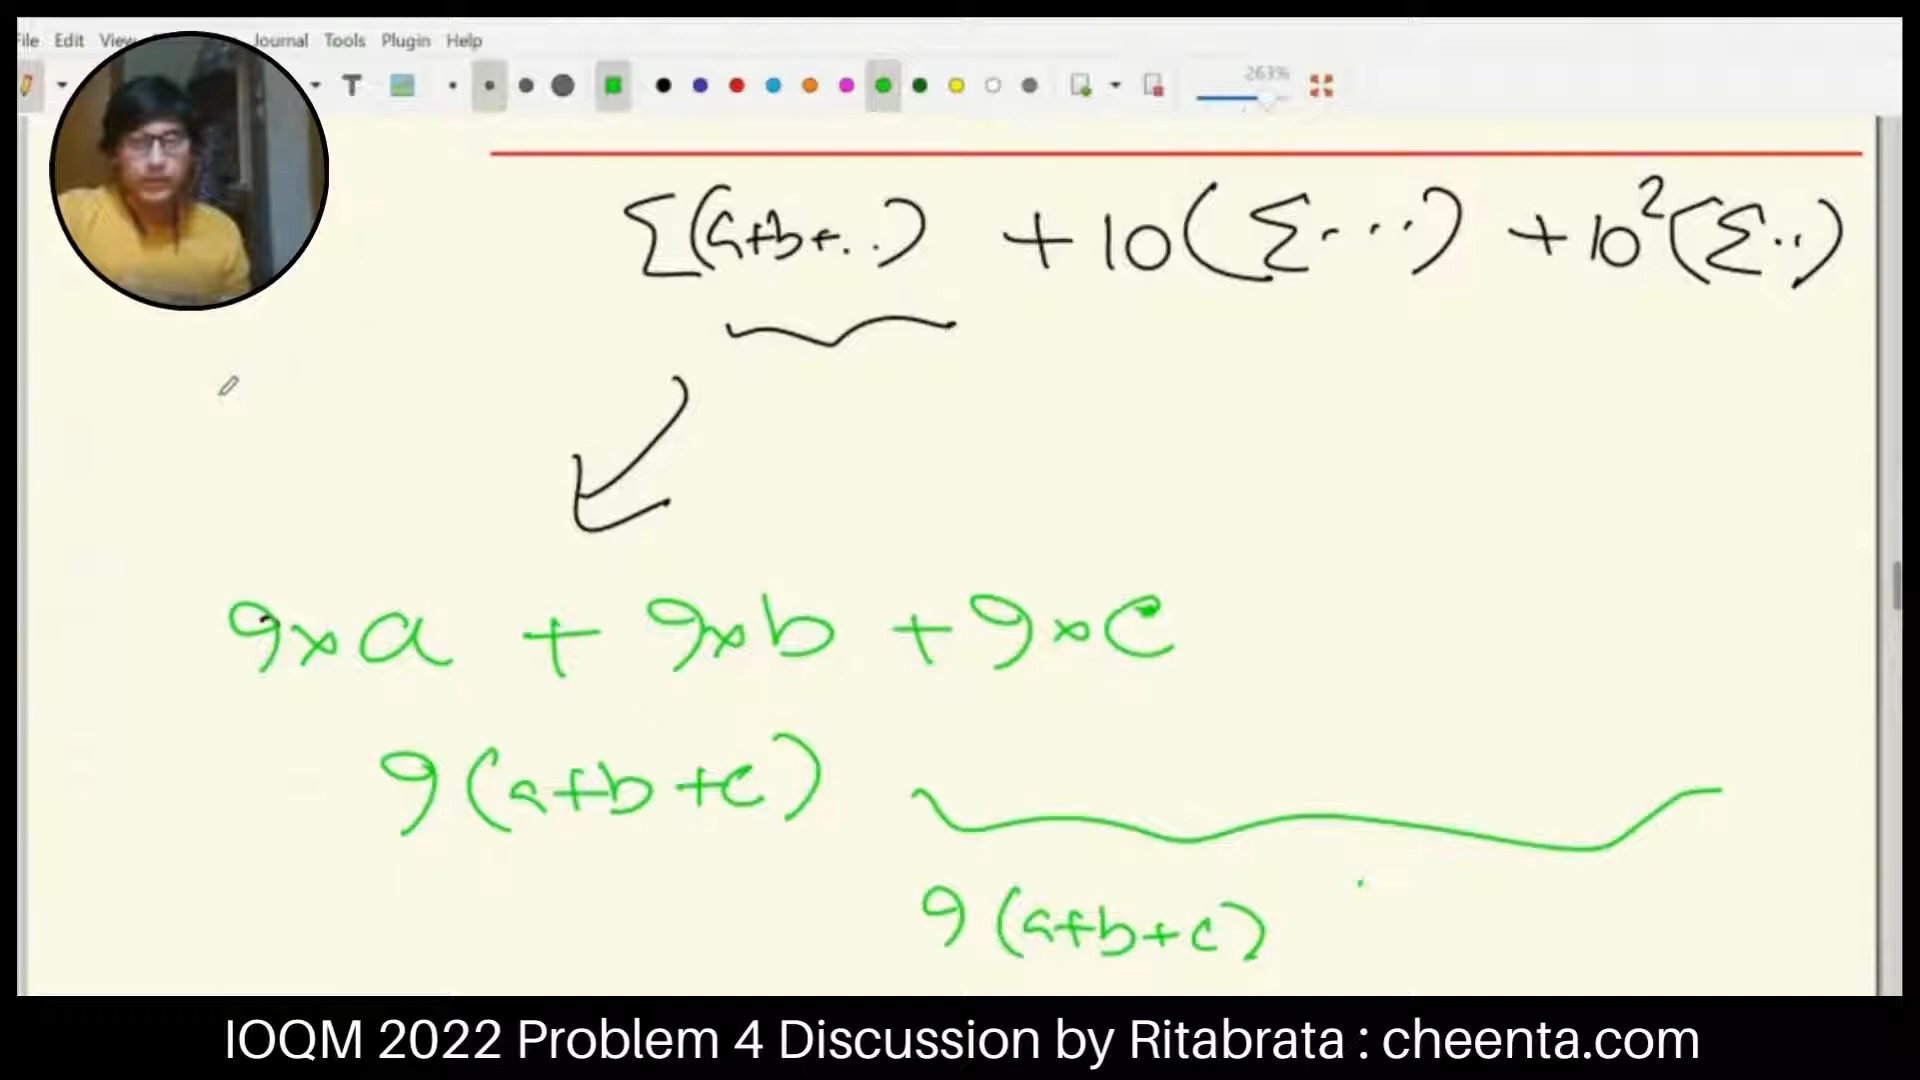 File Edit View Journal Tools Plugin Help
T 263%
Σ(a+b+..) + 10(Σ...) + 10²(Σ..)
9×a + 9×b + 9×c
9(a+b+c)
9(a+b+c)
IOQM 2022 Problem 4 Discussion by Ritabrata : cheenta.com